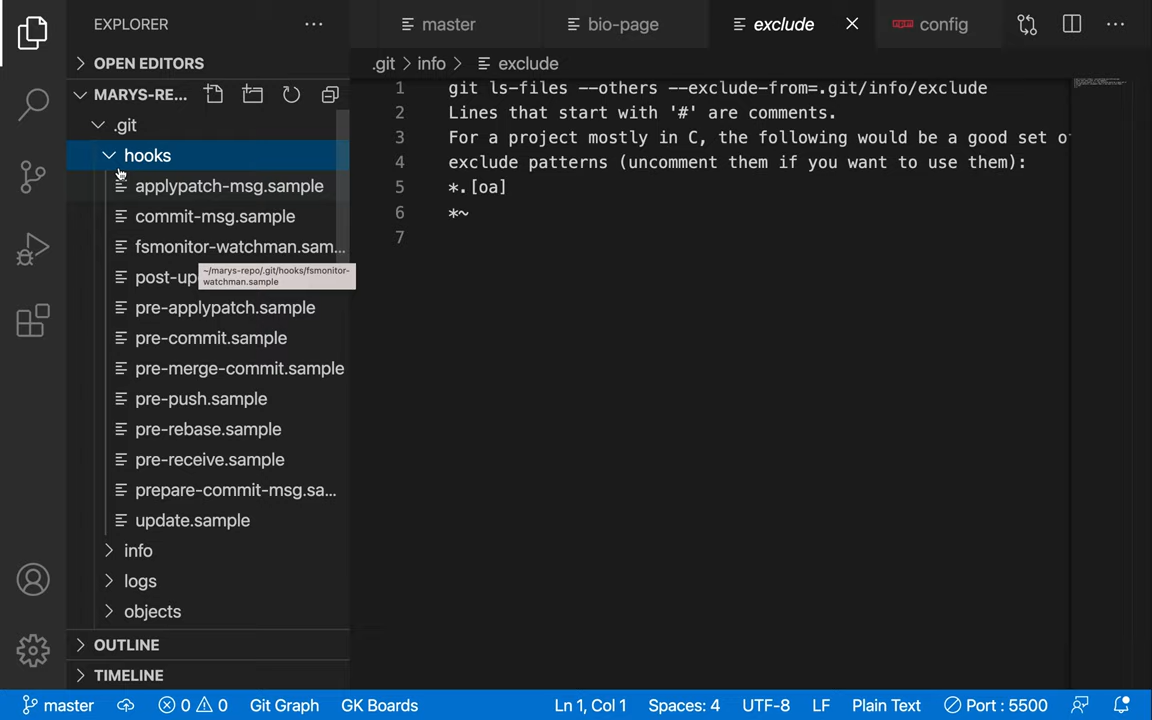 EXPLORER
OPEN EDITORS
MARYS-RE...
.git
hooks
applypatch-msg.sample
commit-msg.sample
fsmonitor-watchman.sam...
post-up
~/marys-repo/.git/hooks/fsmonitor-
watchman.sample
pre-applypatch.sample
pre-commit.sample
pre-merge-commit.sample
pre-push.sample
pre-rebase.sample
pre-receive.sample
prepare-commit-msg.sa...
update.sample
info
logs
objects
OUTLINE
TIMELINE
master
bio-page
exclude
npm config
.git > info > exclude
1 git ls-files --others --exclude-from=.git/info/exclude
2 Lines that start with '#' are comments.
3 For a project mostly in C, the following would be a good set o
4 exclude patterns (uncomment them if you want to use them):
5 *.[oa]
6 *~
7
master 0 0 Git Graph GK Boards Ln 1, Col 1 Spaces: 4 UTF-8 LF Plain Text Port : 5500